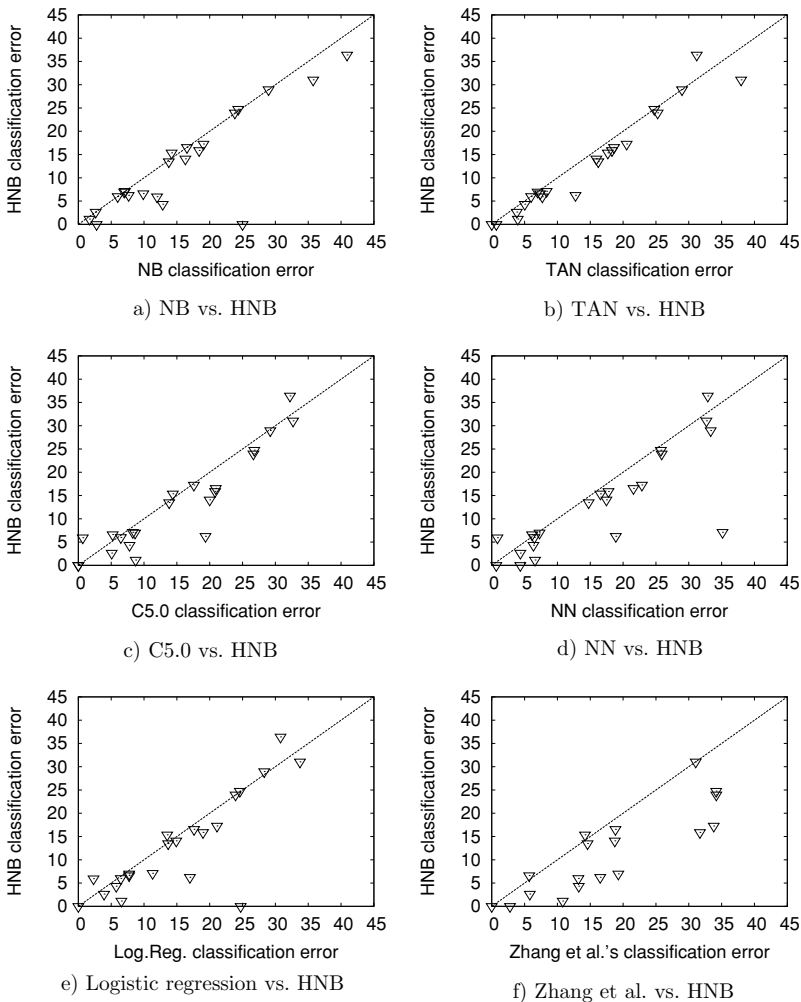 HNB classification error
45
40
35
30
25
20
15
10
5
0
0 5 10 15 20 25 30 35 40 45
NB classification error
a) NB vs. HNB
HNB classification error
45
40
35
30
25
20
15
10
5
0
0 5 10 15 20 25 30 35 40 45
TAN classification error
b) TAN vs. HNB
HNB classification error
45
40
35
30
25
20
15
10
5
0
0 5 10 15 20 25 30 35 40 45
C5.0 classification error
c) C5.0 vs. HNB
HNB classification error
45
40
35
30
25
20
15
10
5
0
0 5 10 15 20 25 30 35 40 45
NN classification error
d) NN vs. HNB
HNB classification error
45
40
35
30
25
20
15
10
5
0
0 5 10 15 20 25 30 35 40 45
Log.Reg. classification error
e) Logistic regression vs. HNB
HNB classification error
45
40
35
30
25
20
15
10
5
0
0 5 10 15 20 25 30 35 40 45
Zhang et al.'s classification error
f) Zhang et al. vs. HNB